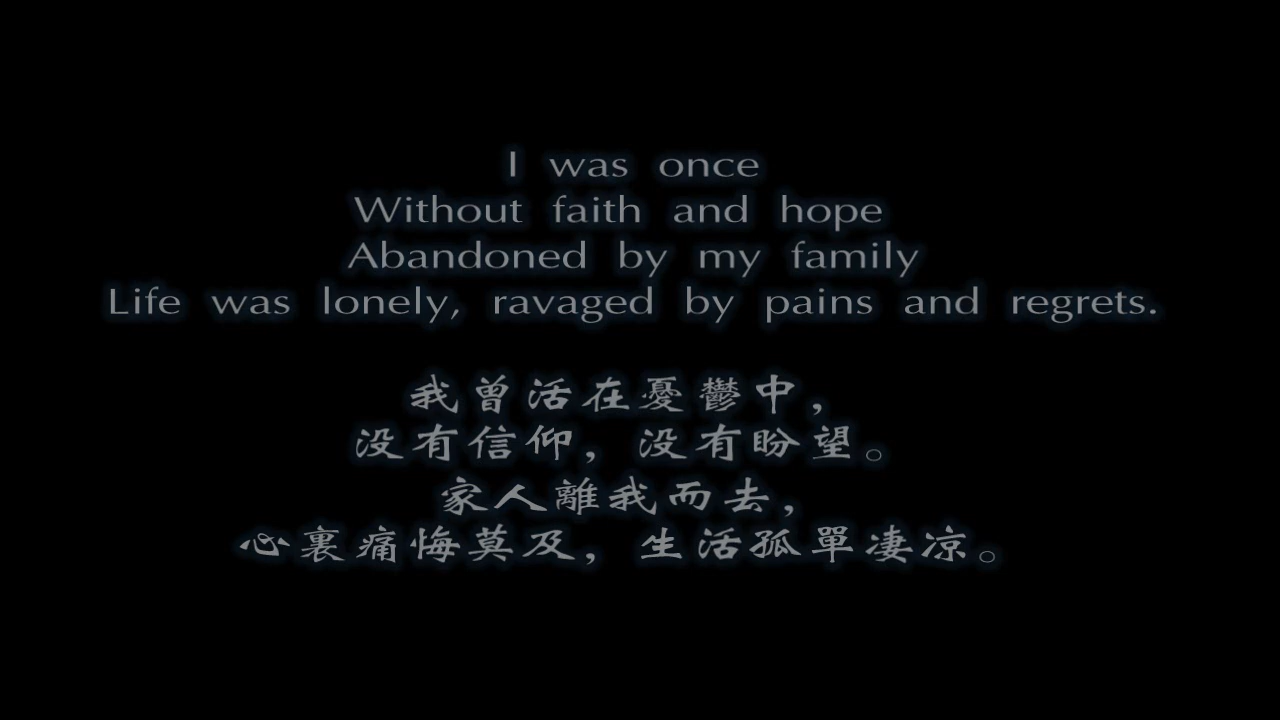 I was once
Without faith and hope
Abandoned by my family
Life was lonely, ravaged by pains and regrets.
我曾活在憂鬱中，
没有信仰，没有盼望。
家人離我而去，
心裏痛悔莫及，生活孤單凄凉。